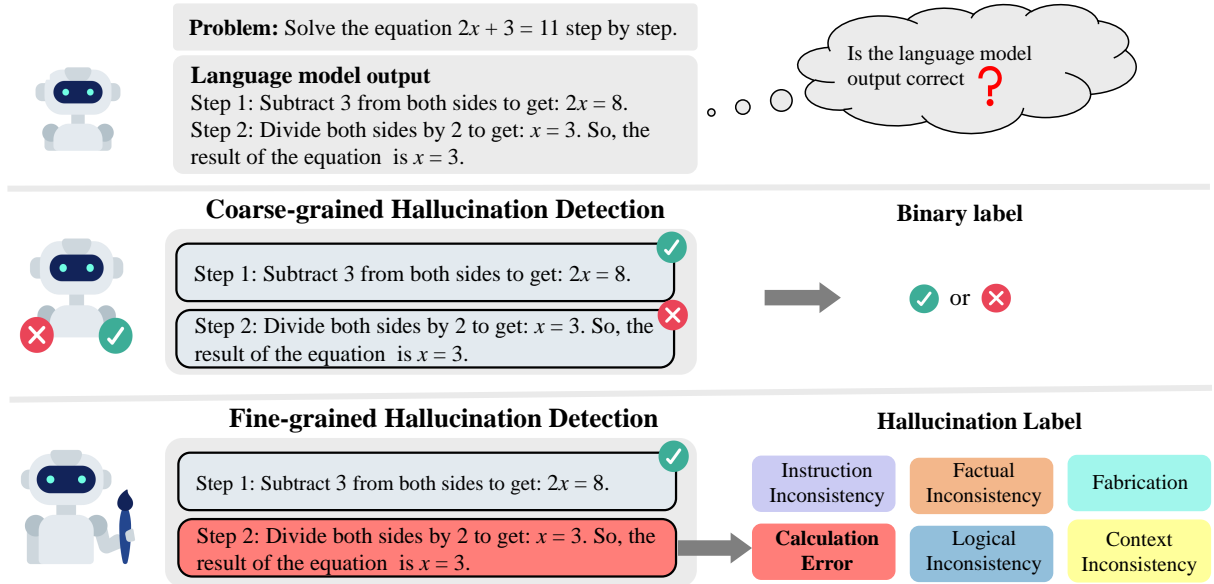 Problem: Solve the equation 2x + 3 = 11 step by step.
Language model output
Step 1: Subtract 3 from both sides to get: 2x = 8.
Step 2: Divide both sides by 2 to get: x = 3. So, the
result of the equation is x = 3.
Is the language model
output correct ?
Coarse-grained Hallucination Detection
Binary label
Step 1: Subtract 3 from both sides to get: 2x = 8.
Step 2: Divide both sides by 2 to get: x = 3. So, the
result of the equation is x = 3.
or
Fine-grained Hallucination Detection
Hallucination Label
Step 1: Subtract 3 from both sides to get: 2x = 8.
Step 2: Divide both sides by 2 to get: x = 3. So, the
result of the equation is x = 3.
Instruction
Inconsistency
Factual
Inconsistency
Fabrication
Calculation
Error
Logical
Inconsistency
Context
Inconsistency